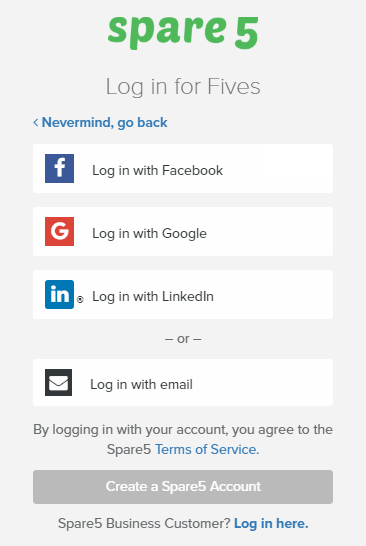 spare 5
Log in for Fives
< Nevermind, go back
f Log in with Facebook
G Log in with Google
in ® Log in with LinkedIn
– or –
Log in with email
By logging in with your account, you agree to the
Spare5 Terms of Service.
Create a Spare5 Account
Spare5 Business Customer? Log in here.